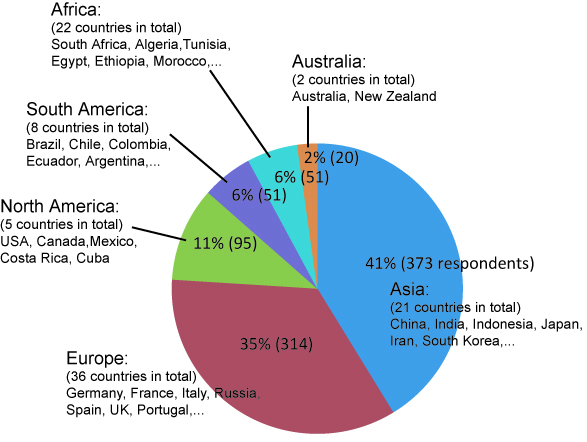 Africa:
(22 countries in total)
South Africa, Algeria,Tunisia,
Egypt, Ethiopia, Morocco,...
Australia:
(2 countries in total)
Australia, New Zealand
South America:
(8 countries in total)
Brazil, Chile, Colombia,
Ecuador, Argentina,...
2% (20)
6% (51)
6% (51)
North America:
(5 countries in total)
USA, Canada,Mexico,
Costa Rica, Cuba
11% (95)
41% (373 respondents)
Asia:
(21 countries in total)
China, India, Indonesia, Japan,
Iran, South Korea,...
35% (314)
Europe:
(36 countries in total)
Germany, France, Italy, Russia,
Spain, UK, Portugal,...